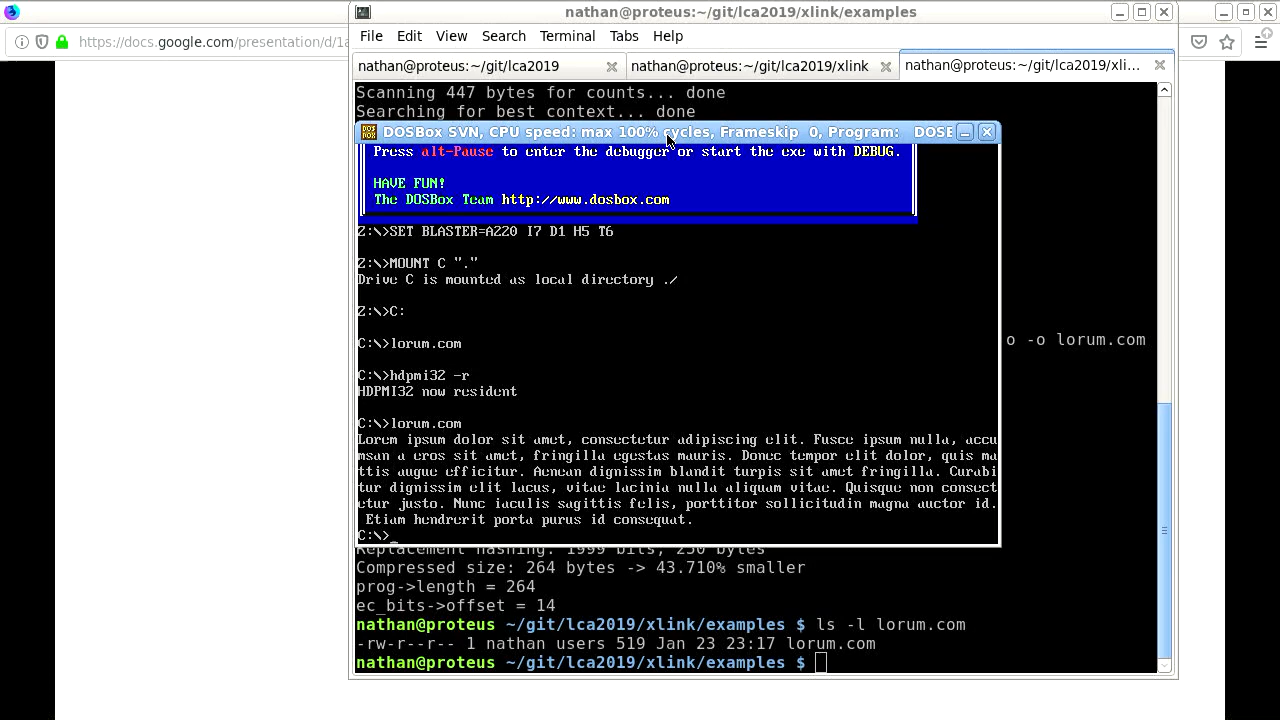 nathan@proteus:~/git/lca2019/xlink/examples
https://docs.google.com/presentation/d/1a
File Edit View Search Terminal Tabs Help
nathan@proteus:~/git/lca2019
nathan@proteus:~/git/lca2019/xlink
nathan@proteus:~/git/lca2019/xli...
Scanning 447 bytes for counts... done
Searching for best context... done
DOSBox SVN, CPU speed: max 100% cycles, Frameskip  0, Program:   DOSE
Press alt-Pause to enter the debugger or start the exe with DEBUG.
HAVE FUN!
The DOSBox Team http://www.dosbox.com
Z:\>SET BLASTER=A220 I7 D1 H5 T6
Z:\>MOUNT C "."
Drive C is mounted as local directory ./
Z:\>C:
o -o lorum.com
C:\>lorum.com
C:\>hdpmi32 -r
HDPMI32 now resident
C:\>lorum.com
Lorem ipsum dolor sit amet, consectetur adipiscing elit. Fusce ipsum nulla, accu
msan a eros sit amet, fringilla egestas mauris. Donec tempor elit dolor, quis ma
ttis augue efficitur. Aenean dignissim blandit turpis sit amet fringilla. Curabi
tur dignissim elit lacus, vitae lacinia nulla aliquam vitae. Quisque non consect
etur justo. Nunc iaculis sagittis felis, porttitor sollicitudin magna auctor id.
Etiam hendrerit porta purus id consequat.
C:\>_
Replacement hashing: 1999 bits, 250 bytes
Compressed size: 264 bytes -> 43.710% smaller
prog->length = 264
ec_bits->offset = 14
nathan@proteus ~/git/lca2019/xlink/examples $ ls -l lorum.com
-rw-r--r-- 1 nathan users 519 Jan 23 23:17 lorum.com
nathan@proteus ~/git/lca2019/xlink/examples $